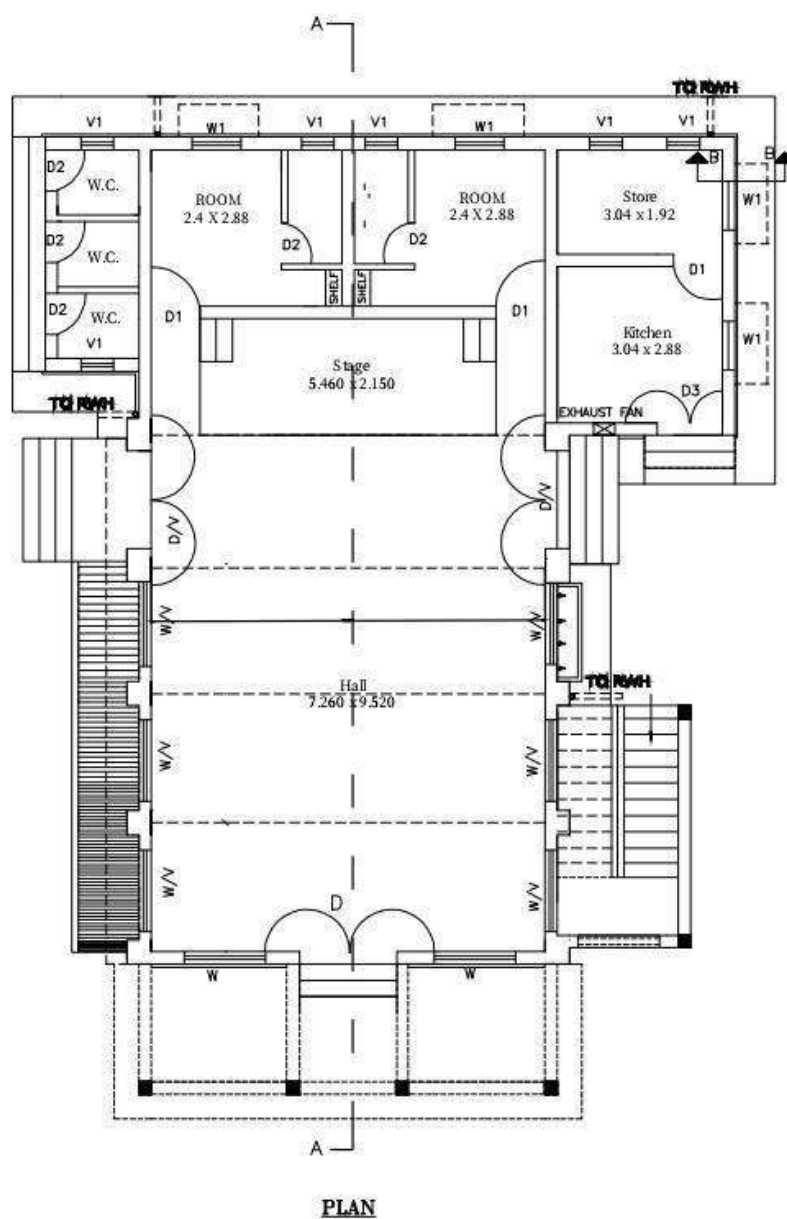 A
TO RWH
V1
W1
V1
V1
W1
V1
V1
B
B
D2
W.C.
ROOM
2.4 X 2.88
ROOM
2.4 X 2.88
Store
3.04 x1.92
W1
D2
W.C.
D2
D2
D1
SHELF
SHELF
D2
W.C.
V1
D1
D1
Kitchen
3.04 x 2.88
W1
Stage
5.460 x 2.150
D3
TO RWH
EXHAUST FAN
D/V
D/V
W/V
W/V
Hall
7.260 x 9.520
TO RWH
W/V
W/V
W/V
W/V
D
W
W
A
PLAN